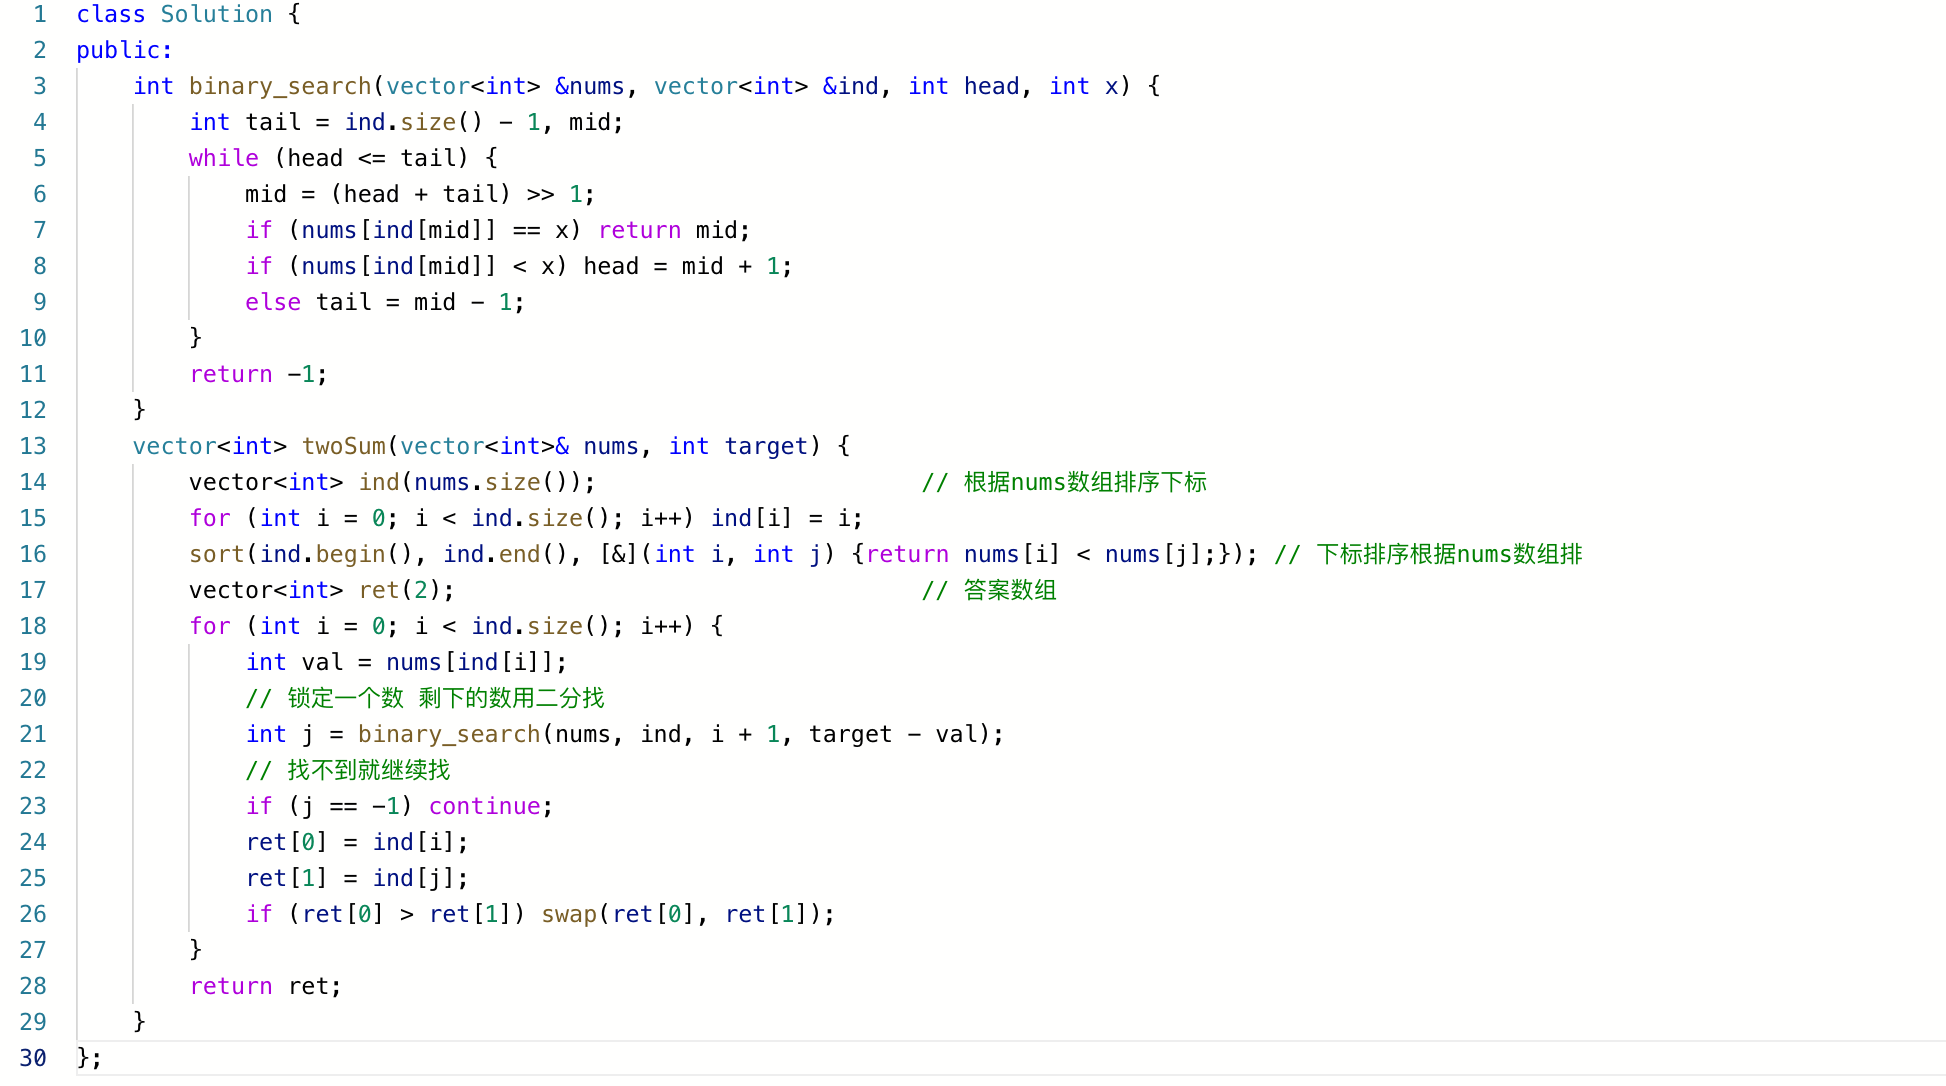 1 class Solution {
2 public:
3     int binary_search(vector<int> &nums, vector<int> &ind, int head, int x) {
4         int tail = ind.size() - 1, mid;
5         while (head <= tail) {
6             mid = (head + tail) >> 1;
7             if (nums[ind[mid]] == x) return mid;
8             if (nums[ind[mid]] < x) head = mid + 1;
9             else tail = mid - 1;
10         }
11         return -1;
12     }
13     vector<int> twoSum(vector<int>& nums, int target) {
14         vector<int> ind(nums.size());                       // 根据nums数组排序下标
15         for (int i = 0; i < ind.size(); i++) ind[i] = i;
16         sort(ind.begin(), ind.end(), [&](int i, int j) {return nums[i] < nums[j];}); // 下标排序根据nums数组排
17         vector<int> ret(2);                                 // 答案数组
18         for (int i = 0; i < ind.size(); i++) {
19             int val = nums[ind[i]];
20             // 锁定一个数 剩下的数用二分找
21             int j = binary_search(nums, ind, i + 1, target - val);
22             // 找不到就继续找
23             if (j == -1) continue;
24             ret[0] = ind[i];
25             ret[1] = ind[j];
26             if (ret[0] > ret[1]) swap(ret[0], ret[1]);
27         }
28         return ret;
29     }
30 };